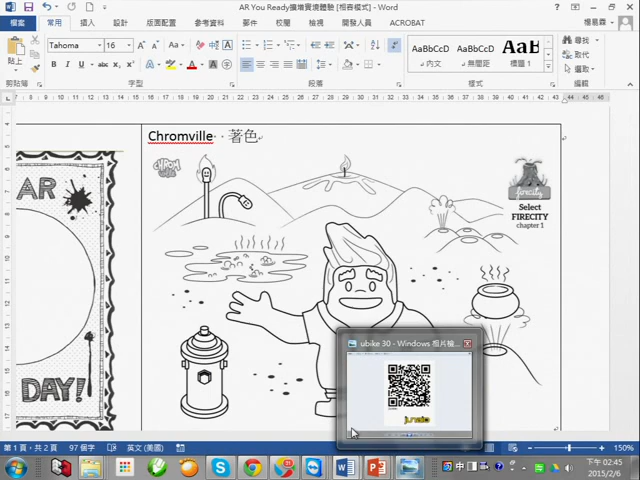 AR You Ready擴增實境體驗 [相容模式] - Word
檔案 常用 插入 設計 版面配置 參考資料 郵件 校閱 檢視 開發人員 ACROBAT
Tahoma 16
貼上
B I U
AaBbCcD AaBbCcD AaB
內文 無間距 標題 1
尋找
取代
選取
剪貼簿 字型 段落 樣式 編輯
Chromville 著色
CHROM VILLE
AR
firecity
Select
FIRECITY
chapter 1
DAY!
ubike 30 - Windows 相片檢...
junaio
第 1 頁，共 2 頁 97 個字 英文 (美國) 150%
中
下午 02:45
2015/2/6